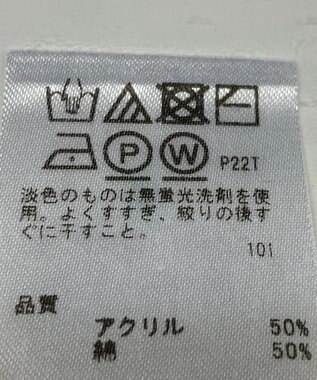 P W P22T
淡色のものは無蛍光洗剤を使
用。よくすすぎ、絞りの後す
ぐに干すこと。
101
品質
アクリル 50%
綿 50%